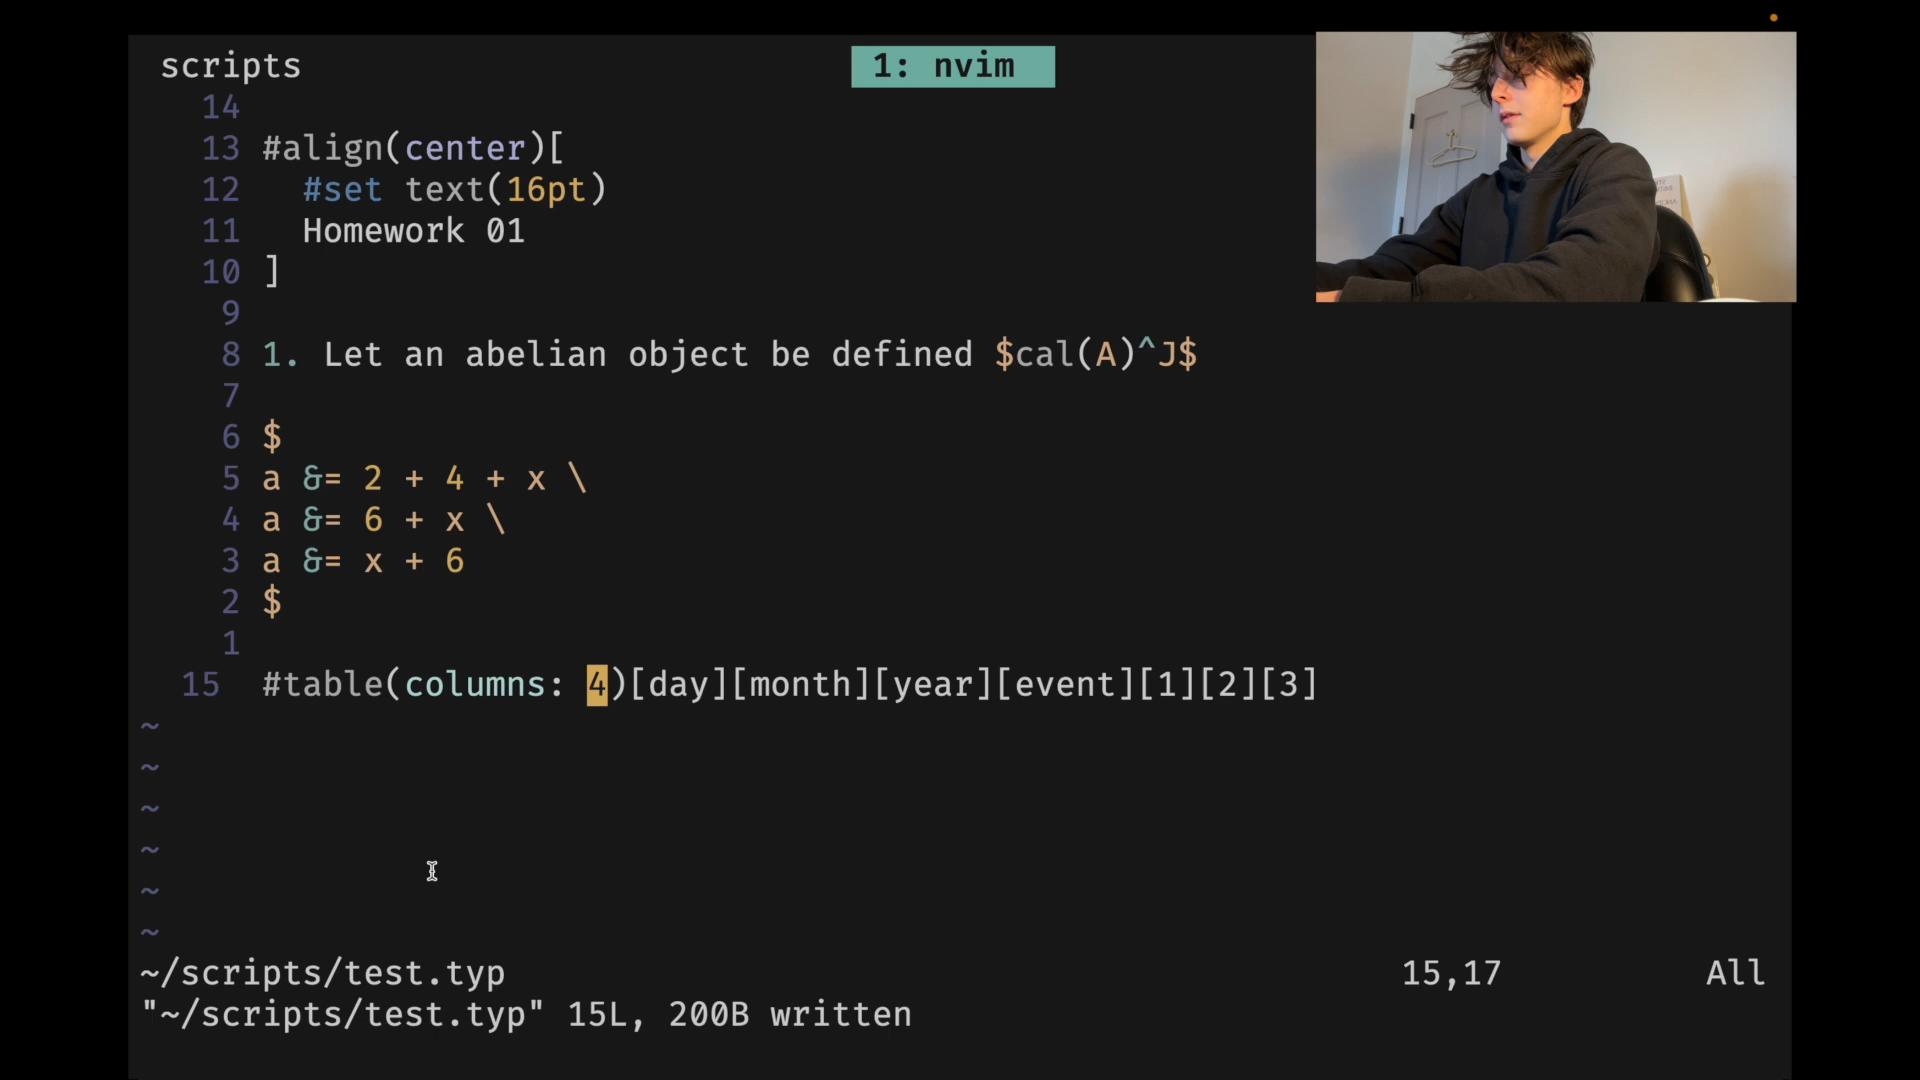 scripts 1: nvim
14
13 #align(center)[
12 #set text(16pt)
11 Homework 01
10 ]
9
8 1. Let an abelian object be defined $cal(A)^J$
7
6 $
5 a &= 2 + 4 + x \
4 a &= 6 + x \
3 a &= x + 6
2 $
1
15 #table(columns: 4)[day][month][year][event][1][2][3]
~
~
~
~
~
~
~/scripts/test.typ 15,17 All
"~/scripts/test.typ" 15L, 200B written